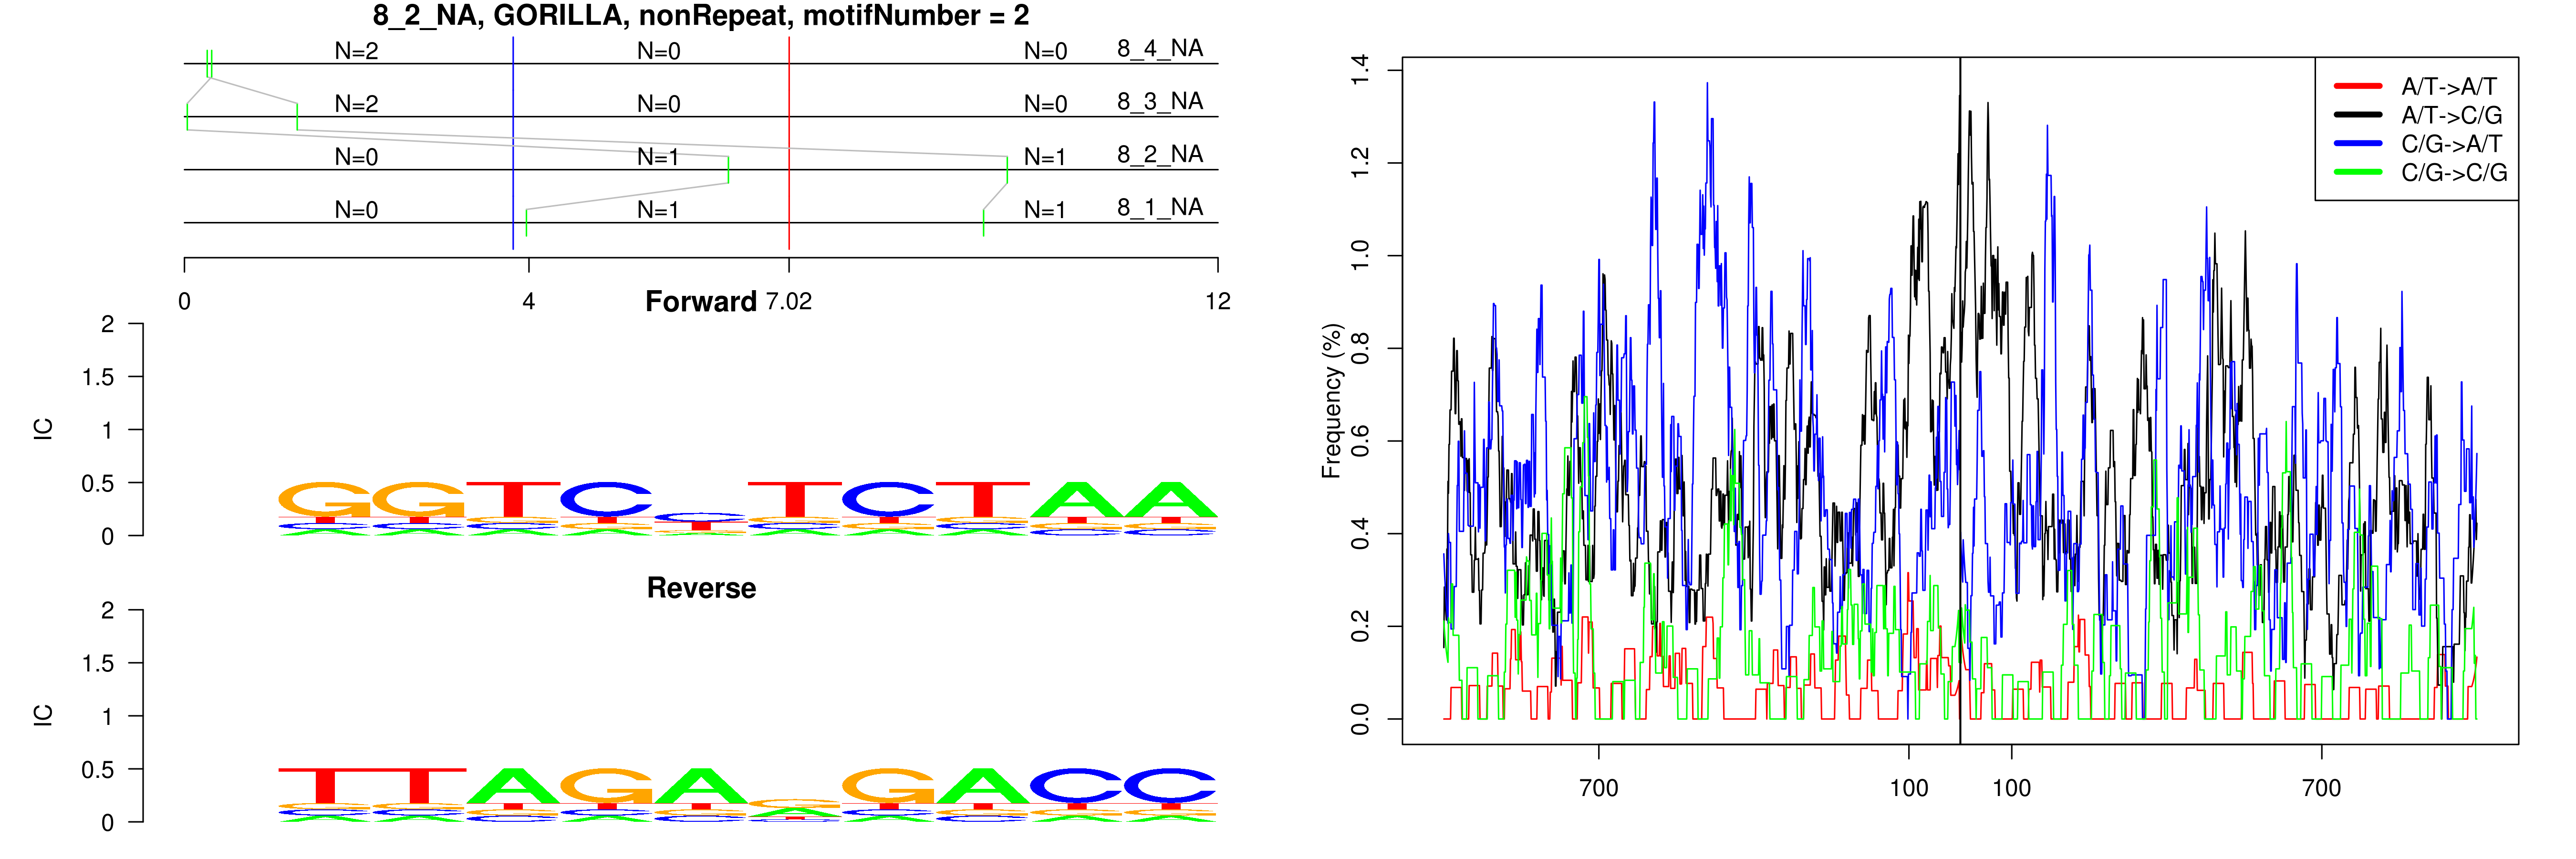 8_2_NA, GORILLA, nonRepeat, motifNumber = 2
N=2 N=0 N=0 8_4_NA
N=2 N=0 N=0 8_3_NA
N=0 N=1 N=1 8_2_NA
N=0 N=1 N=1 8_1_NA
0 4 7.02 12
Forward
2
1.5
1
0.5
0
IC
GGTCCTCTAA
Reverse
2
1.5
1
0.5
0
IC
TTAGAGGACC
1.4
1.2
1.0
0.8
0.6
0.4
0.2
0.0
Frequency (%)
700 100 100 700
A/T->A/T
A/T->C/G
C/G->A/T
C/G->C/G